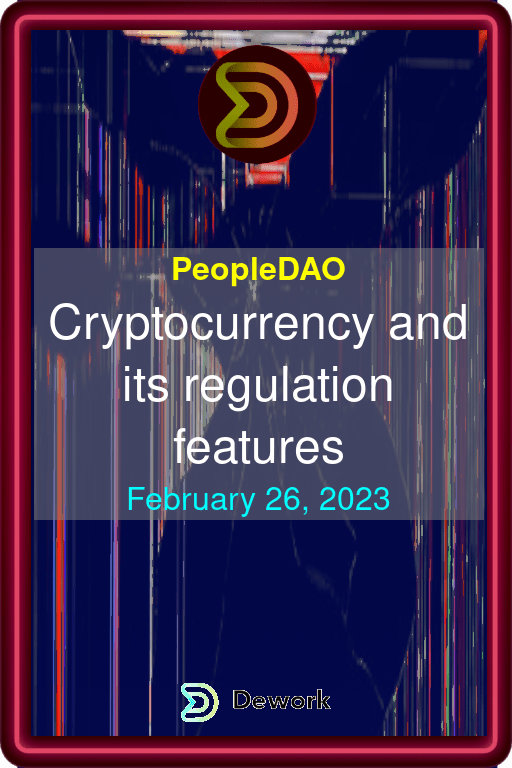 PeopleDAO
Cryptocurrency and
its regulation
features
February 26, 2023
Dework